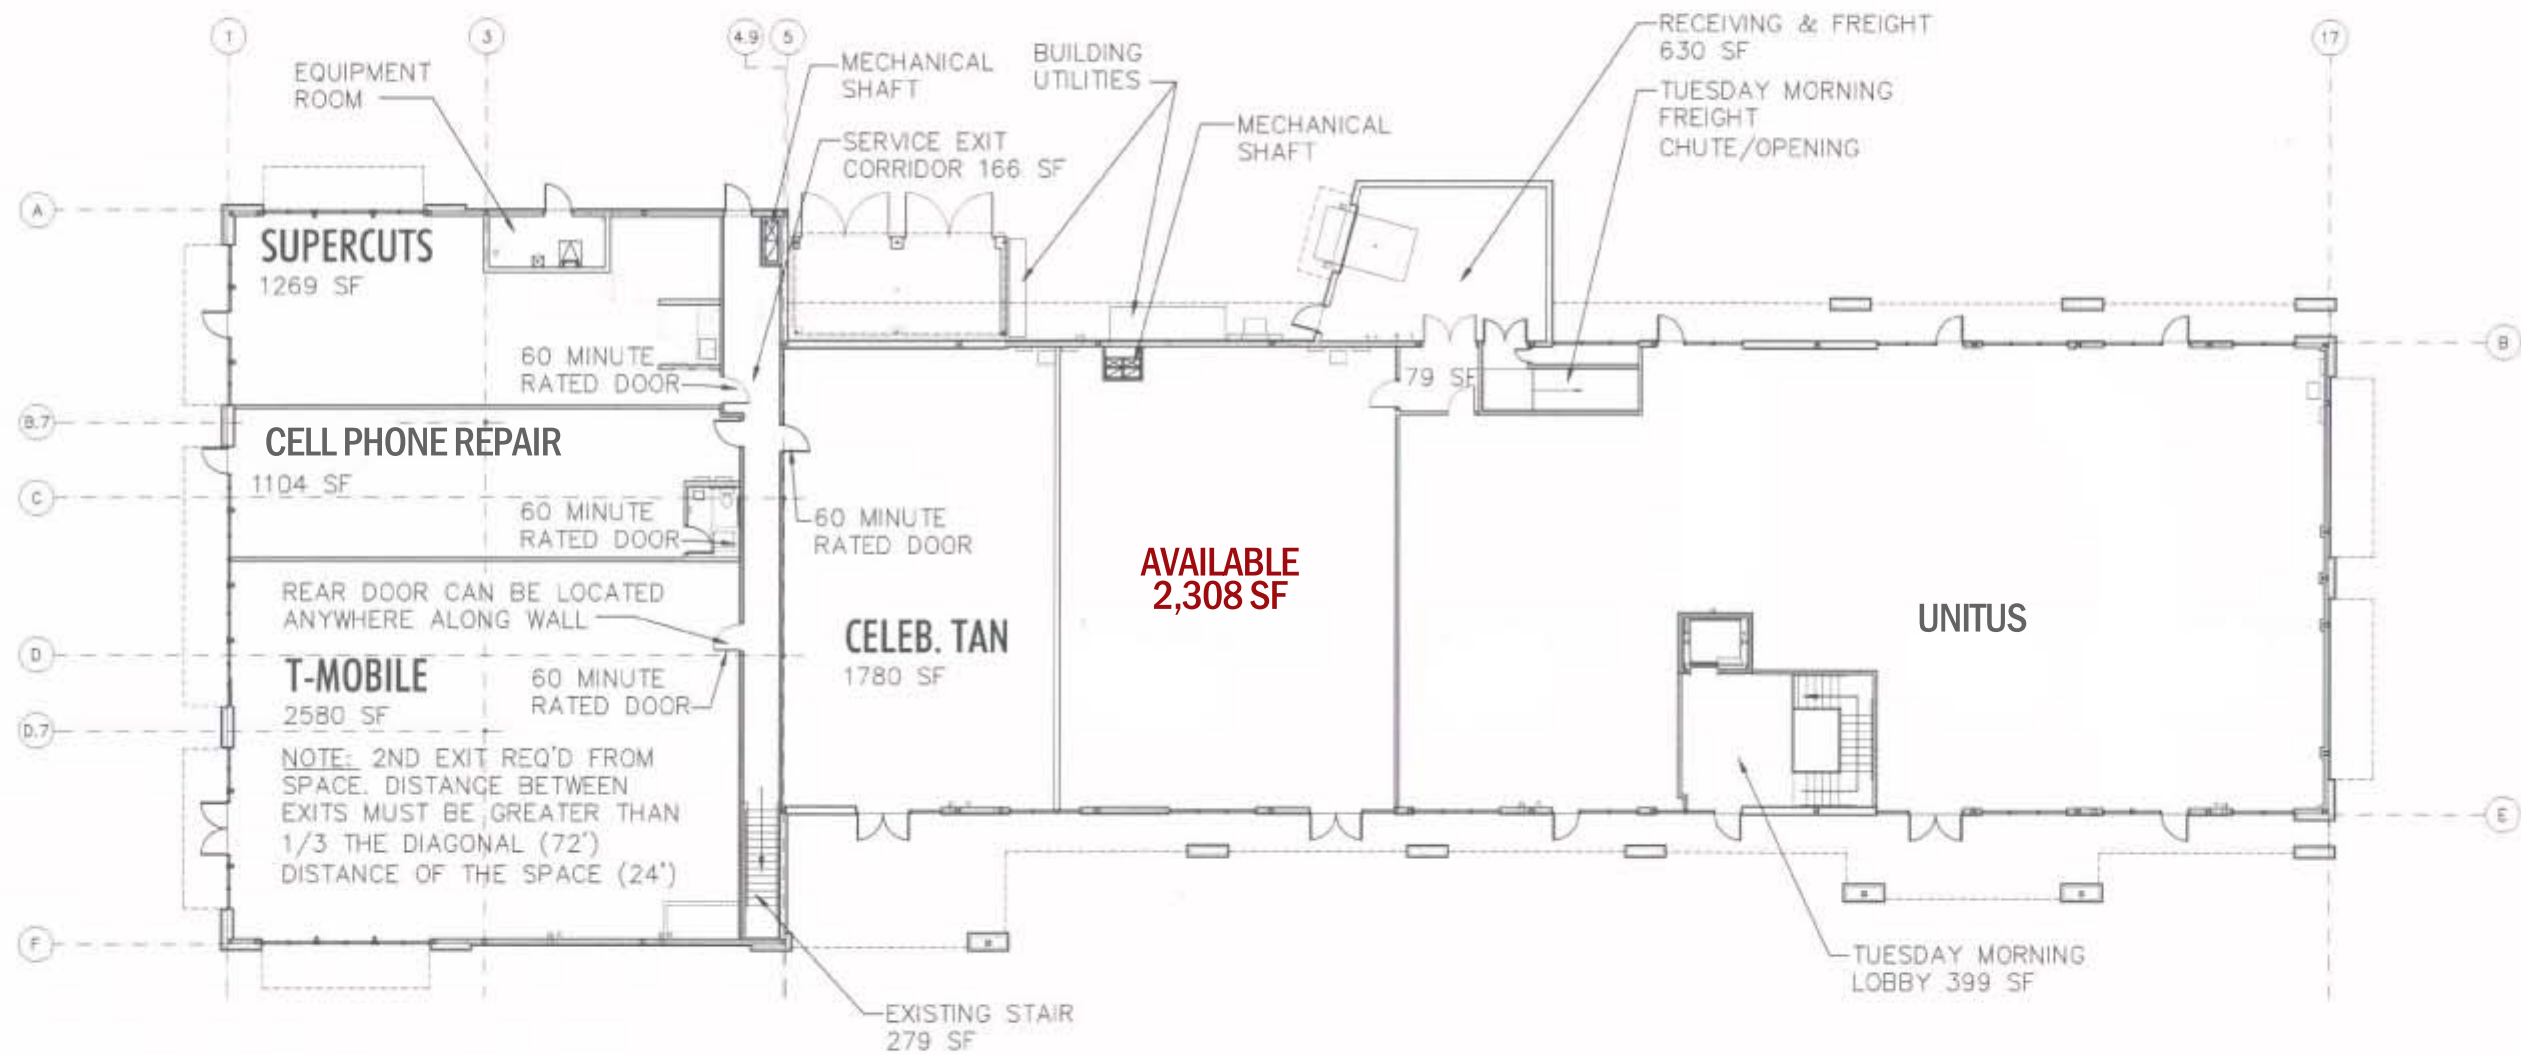 1
3
4.9
5
17
EQUIPMENT
ROOM
MECHANICAL
SHAFT
BUILDING
UTILITIES
SERVICE EXIT
CORRIDOR 166 SF
MECHANICAL
SHAFT
RECEIVING & FREIGHT
630 SF
TUESDAY MORNING
FREIGHT
CHUTE/OPENING
A
SUPERCUTS
1269 SF
B
60 MINUTE
RATED DOOR
79 SF
B.7
CELL PHONE REPAIR
1104 SF
C
60 MINUTE
RATED DOOR
60 MINUTE
RATED DOOR
AVAILABLE
2,308 SF
REAR DOOR CAN BE LOCATED
ANYWHERE ALONG WALL
UNITUS
CELEB. TAN
1780 SF
D
T-MOBILE
2580 SF
60 MINUTE
RATED DOOR
D.7
NOTE: 2ND EXIT REQ'D FROM
SPACE. DISTANCE BETWEEN
EXITS MUST BE GREATER THAN
1/3 THE DIAGONAL (72')
DISTANCE OF THE SPACE (24')
E
F
TUESDAY MORNING
LOBBY 399 SF
EXISTING STAIR
279 SF